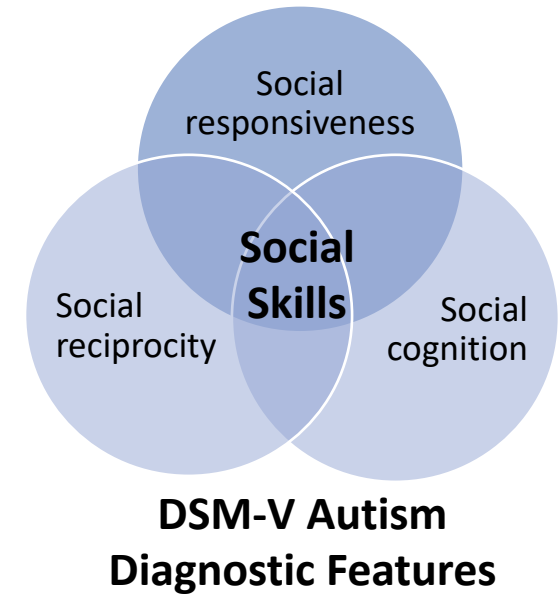 Social
responsiveness
Social
Skills
Social
reciprocity
Social
cognition
DSM-V Autism
Diagnostic Features